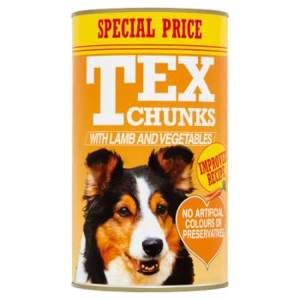 SPECIAL PRICE
TEX
CHUNKS
WITH LAMB AND VEGETABLES
IMPROVED
RECIPE
NO ARTIFICIAL
COLOURS OR
PRESERVATIVES